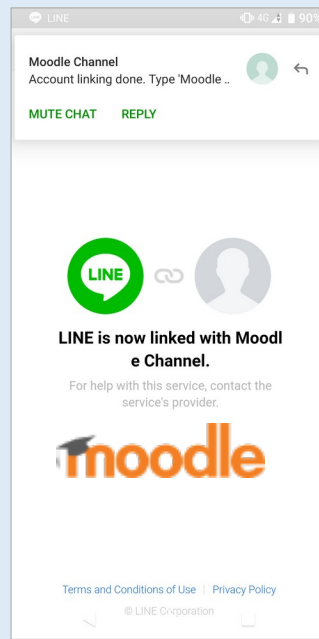 LINE
4G 90%
Moodle Channel
Account linking done. Type 'Moodle ..
MUTE CHAT REPLY
LINE
LINE is now linked with Moodl
e Channel.
For help with this service, contact the
service's provider.
moodle
Terms and Conditions of Use | Privacy Policy
© LINE Corporation